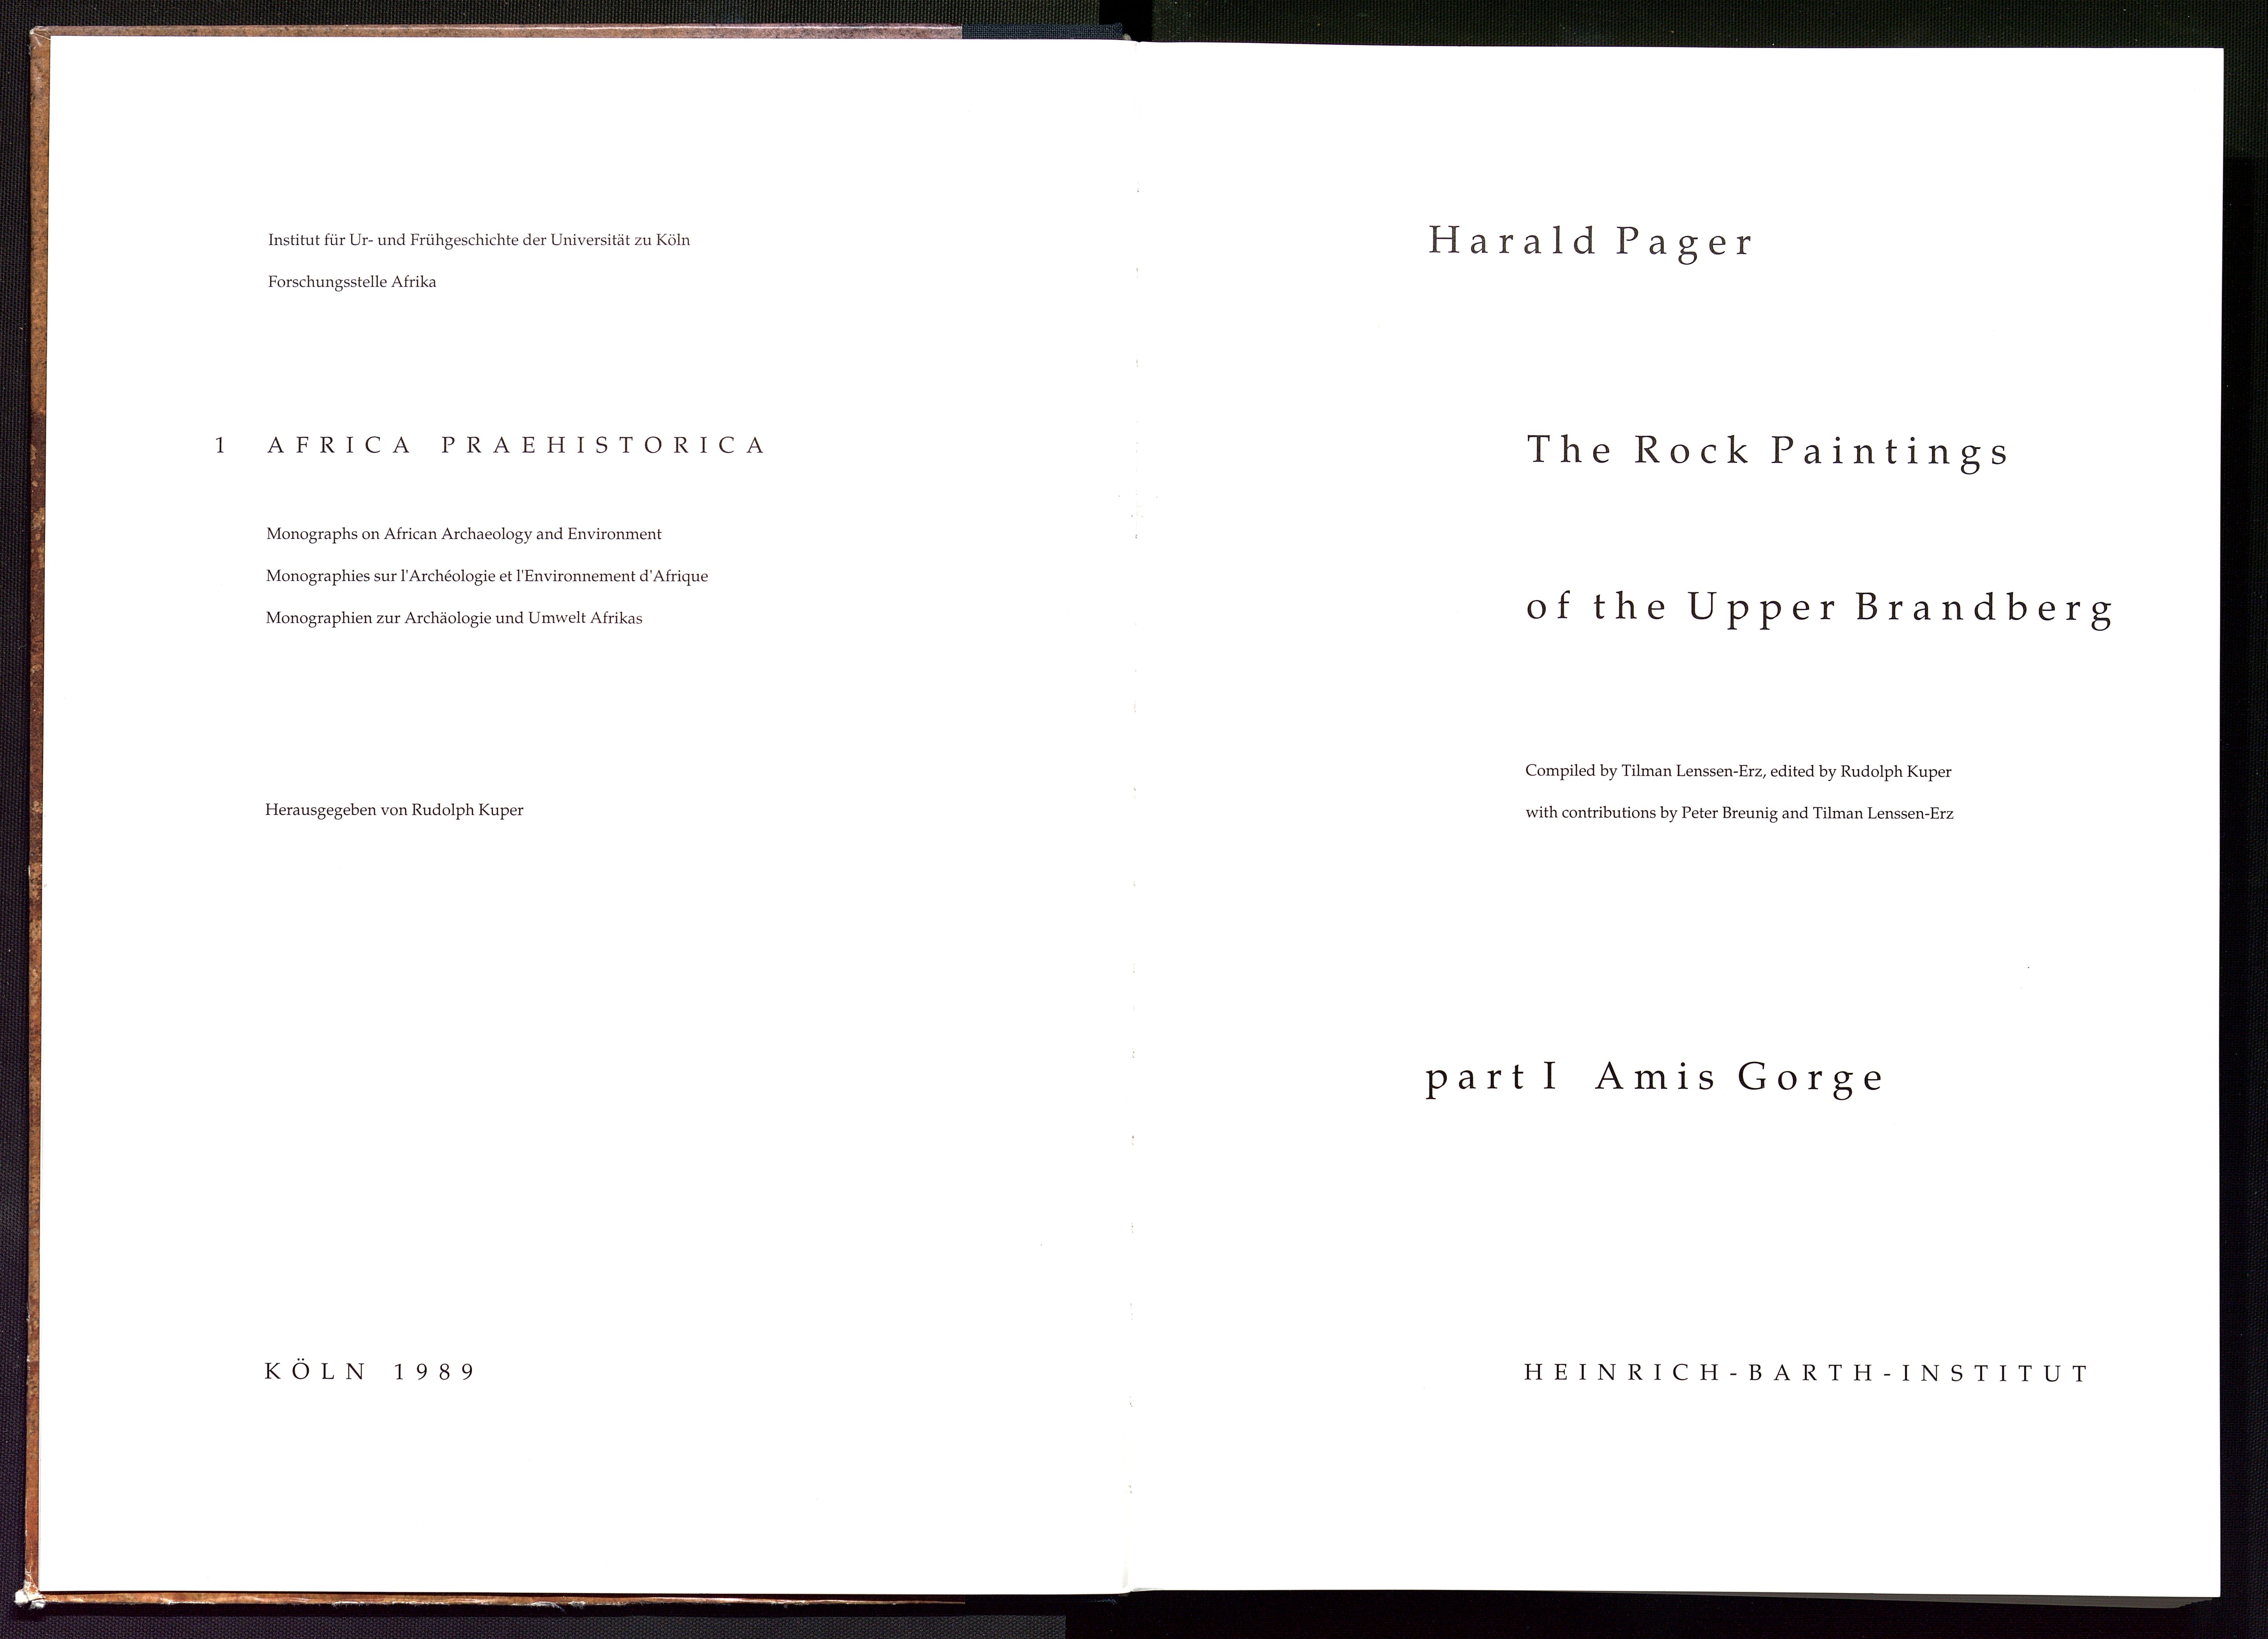 Institut für Ur- und Frühgeschichte der Universität zu Köln
Forschungsstelle Afrika
1 AFRICA PRAEHISTORICA
Monographs on African Archaeology and Environment
Monographies sur l'Archéologie et l'Environnement d'Afrique
Monographien zur Archäologie und Umwelt Afrikas
Herausgegeben von Rudolph Kuper
KÖLN 1989
Harald Pager
The Rock Paintings
of the Upper Brandberg
Compiled by Tilman Lenssen-Erz, edited by Rudolph Kuper
with contributions by Peter Breunig and Tilman Lenssen-Erz
part I Amis Gorge
HEINRICH-BARTH-INSTITUT